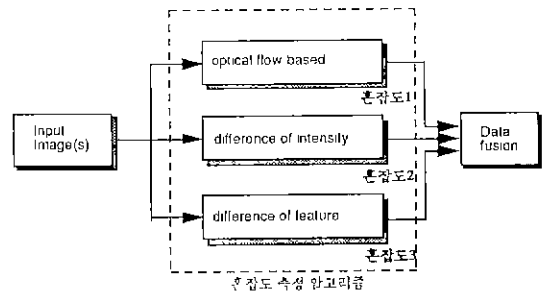 optical flow based
혼잡도1
Input
Image(s)
difference of intensity
혼잡도2
Data
fusion
difference of feature
혼잡도3
혼잡도 측정 알고리즘